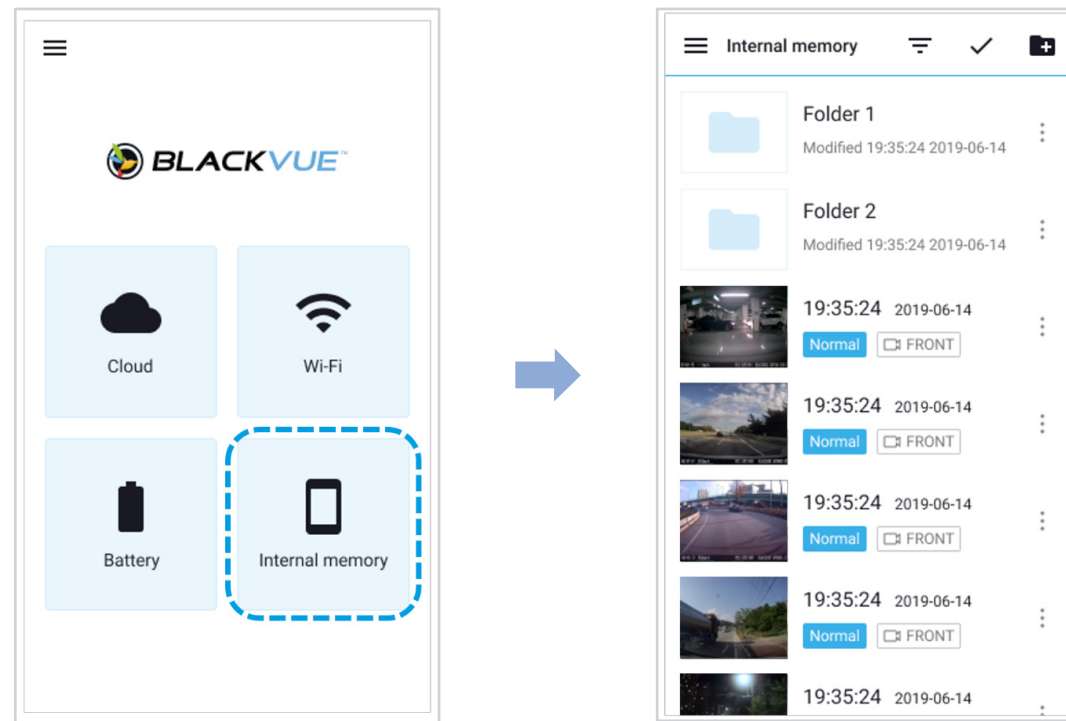 BLACKVUE™
Cloud
Wi-Fi
Battery
Internal memory
Internal memory
Folder 1
Modified 19:35:24 2019-06-14
Folder 2
Modified 19:35:24 2019-06-14
19:35:24 2019-06-14
Normal FRONT
19:35:24 2019-06-14
Normal FRONT
19:35:24 2019-06-14
Normal FRONT
19:35:24 2019-06-14
Normal FRONT
19:35:24 2019-06-14